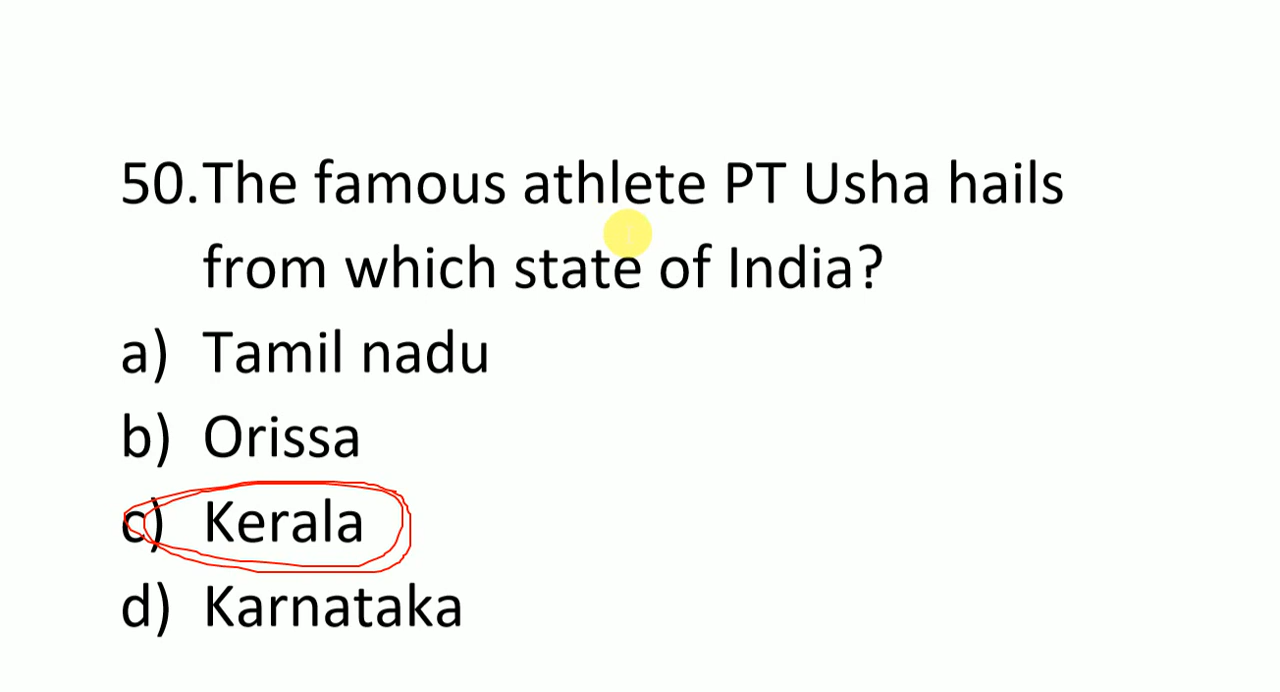 50.The famous athlete PT Usha hails
from which state of India?
a) Tamil nadu
b) Orissa
c) Kerala
d) Karnataka